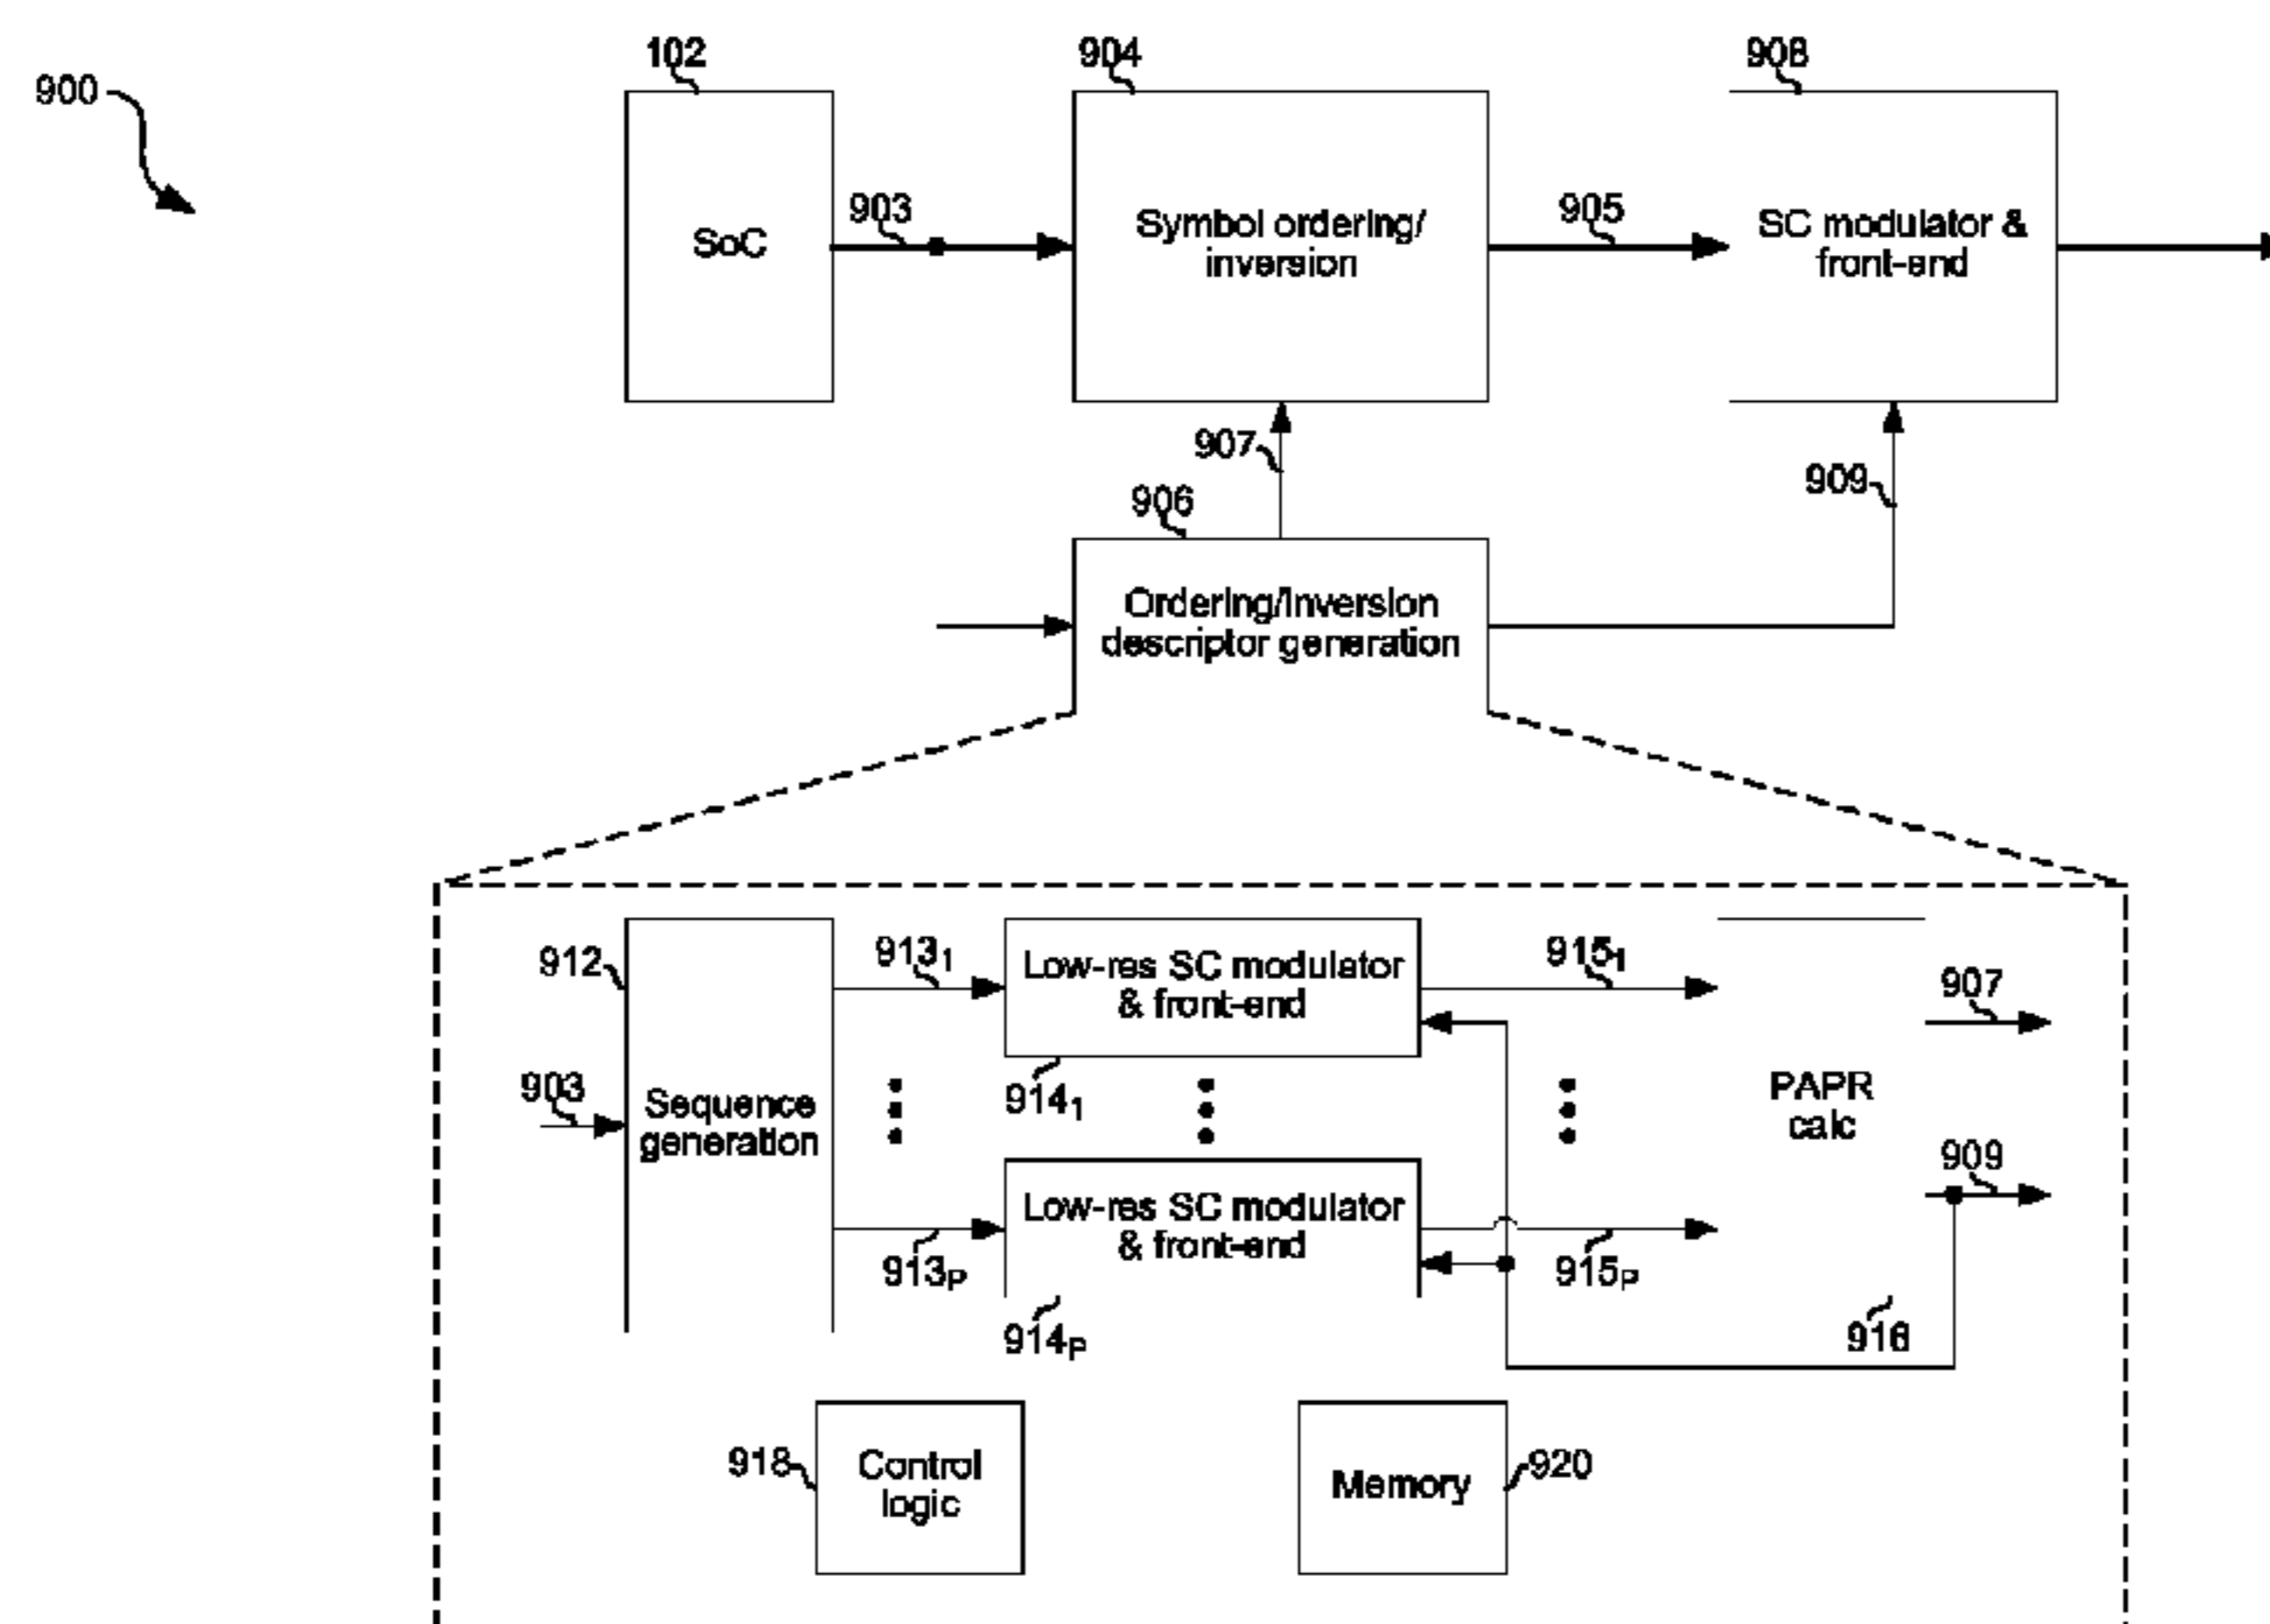 900
102
904
908
SoC
903
Symbol ordering/
inversion
905
SC modulator &
front-end
907
909
906
Ordering/Inversion
descriptor generation
912
913₁
Low-res SC modulator
& front-end
915₁
907
903
Sequence
generation
914₁
PAPR
calc
909
Low-res SC modulator
& front-end
913P
915P
914P
916
918
Control
logic
Memory
920